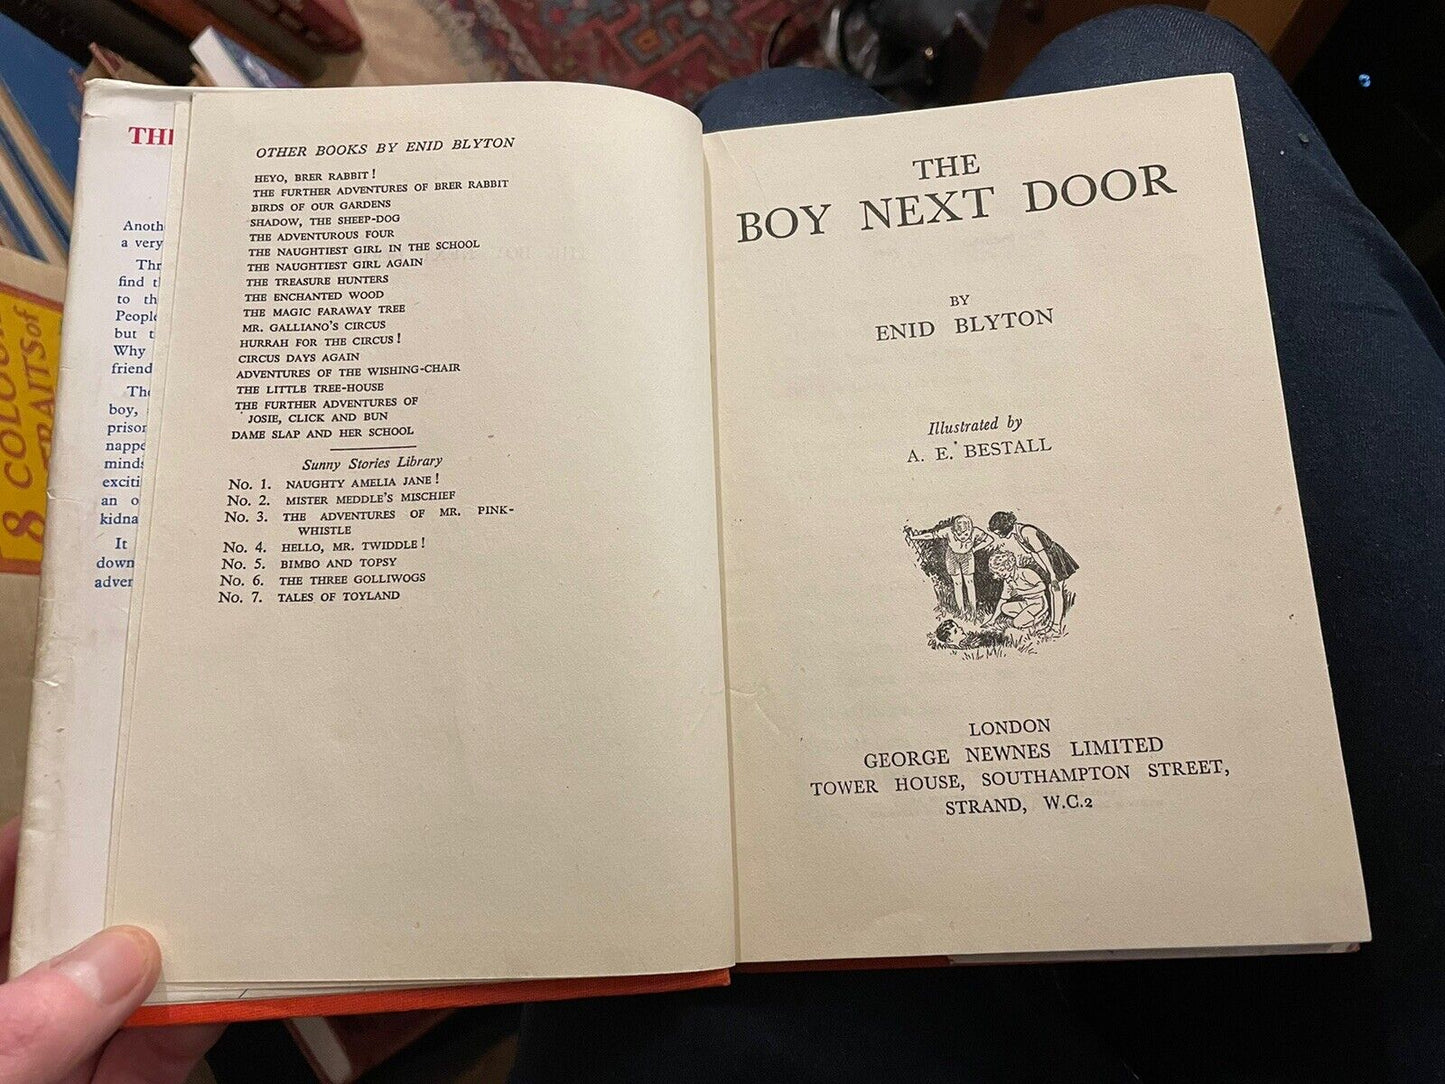 8 COLOUR
TRAITS of
THE
Anoth
a very
Thr
find t
to th
People
but t
Why
friend
The
boy,
prison
nappe
minds
exciti
an o
kidna
It
down
adver
OTHER BOOKS BY ENID BLYTON
HEYO, BRER RABBIT!
THE FURTHER ADVENTURES OF BRER RABBIT
BIRDS OF OUR GARDENS
SHADOW, THE SHEEP-DOG
THE ADVENTUROUS FOUR
THE NAUGHTIEST GIRL IN THE SCHOOL
THE NAUGHTIEST GIRL AGAIN
THE TREASURE HUNTERS
THE ENCHANTED WOOD
THE MAGIC FARAWAY TREE
MR. GALLIANO'S CIRCUS
HURRAH FOR THE CIRCUS!
CIRCUS DAYS AGAIN
ADVENTURES OF THE WISHING-CHAIR
THE LITTLE TREE-HOUSE
THE FURTHER ADVENTURES OF
JOSIE, CLICK AND BUN
DAME SLAP AND HER SCHOOL
Sunny Stories Library
No. 1. NAUGHTY AMELIA JANE!
No. 2. MISTER MEDDLE'S MISCHIEF
No. 3. THE ADVENTURES OF MR. PINK-
WHISTLE
No. 4. HELLO, MR. TWIDDLE!
No. 5. BIMBO AND TOPSY
No. 6. THE THREE GOLLIWOGS
No. 7. TALES OF TOYLAND
THE
BOY NEXT DOOR
BY
ENID BLYTON
Illustrated by
A. E. BESTALL
LONDON
GEORGE NEWNES LIMITED
TOWER HOUSE, SOUTHAMPTON STREET,
STRAND, W.C.2